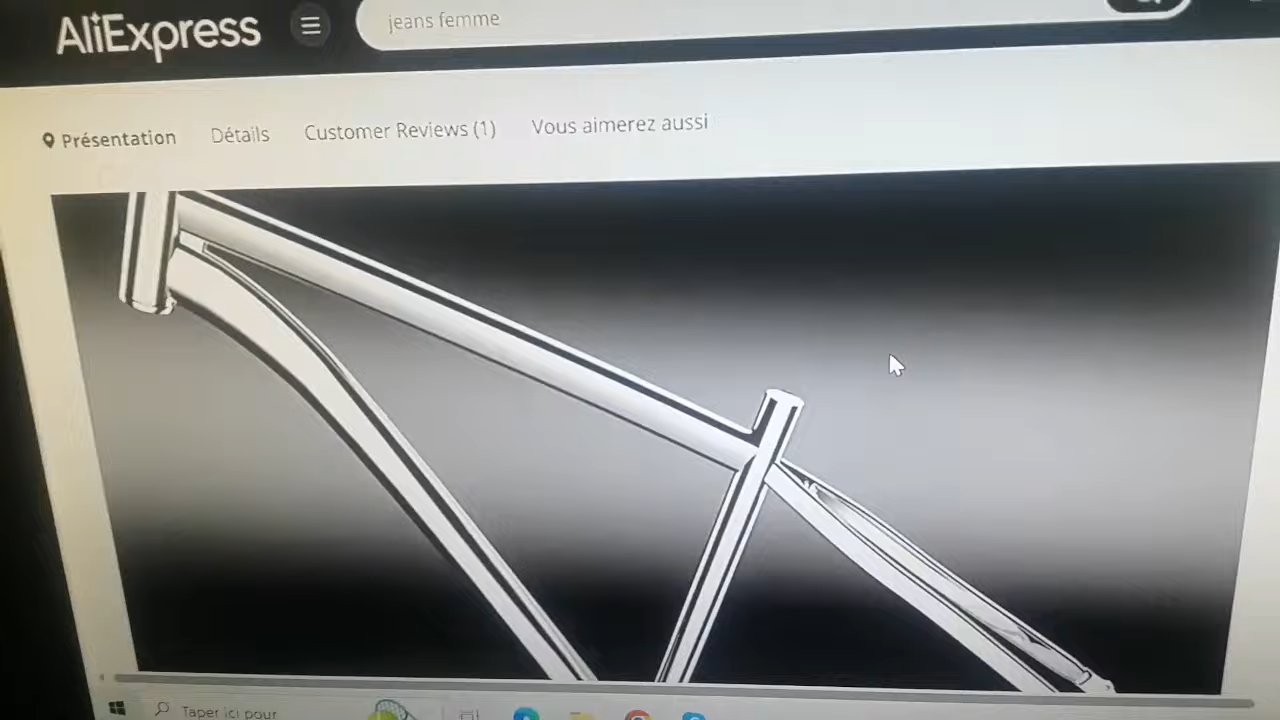 AliExpress
jeans femme
Présentation Détails Customer Reviews (1) Vous aimerez aussi
Taper ici pour